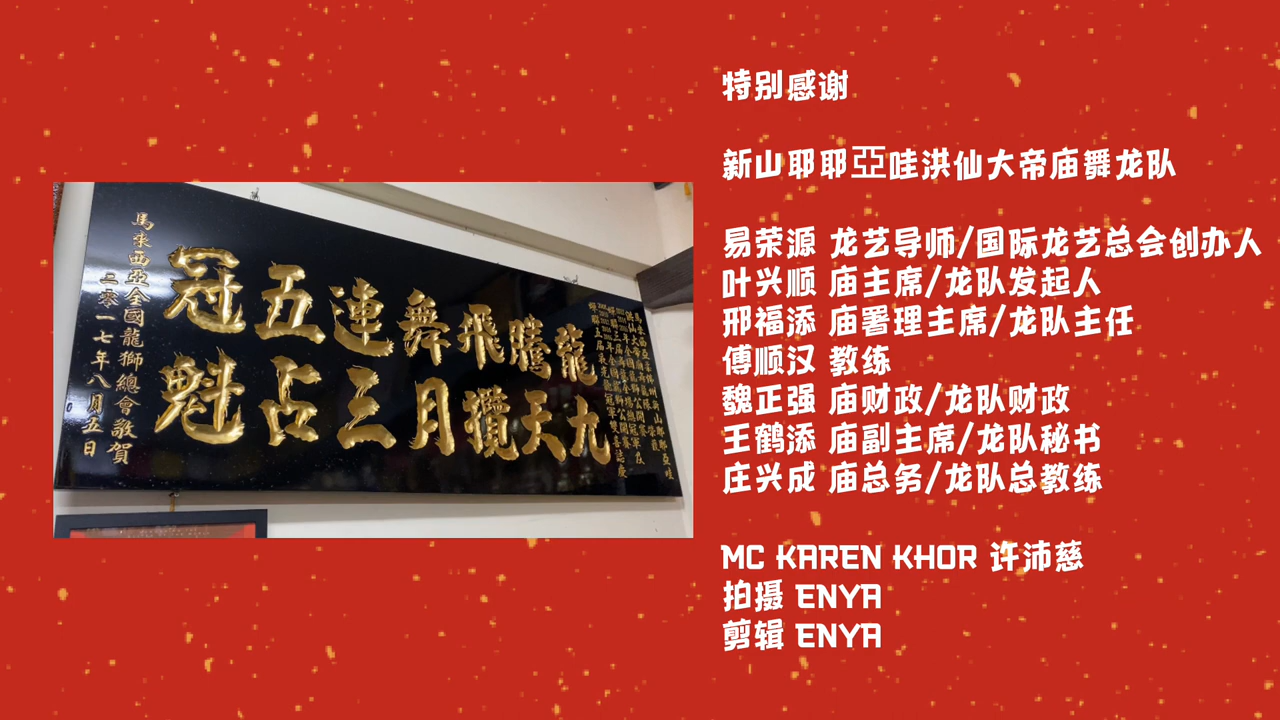 特别感谢
新山耶耶亞哇洪仙大帝庙舞龙队
易荣源 龙艺导师/国际龙艺总会创办人
叶兴顺 庙主席/龙队发起人
邢福添 庙署理主席/龙队主任
傅顺汉 教练
魏正强 庙财政/龙队财政
王鹤添 庙副主席/龙队秘书
庄兴成 庙总务/龙队总教练
MC KAREN KHOR 许沛慈
拍摄 ENYA
剪辑 ENYA
龍騰飛舞連五冠
九天攬月三占魁
馬來西亞全國龍獅總會敬賀
二零一七年八月五日